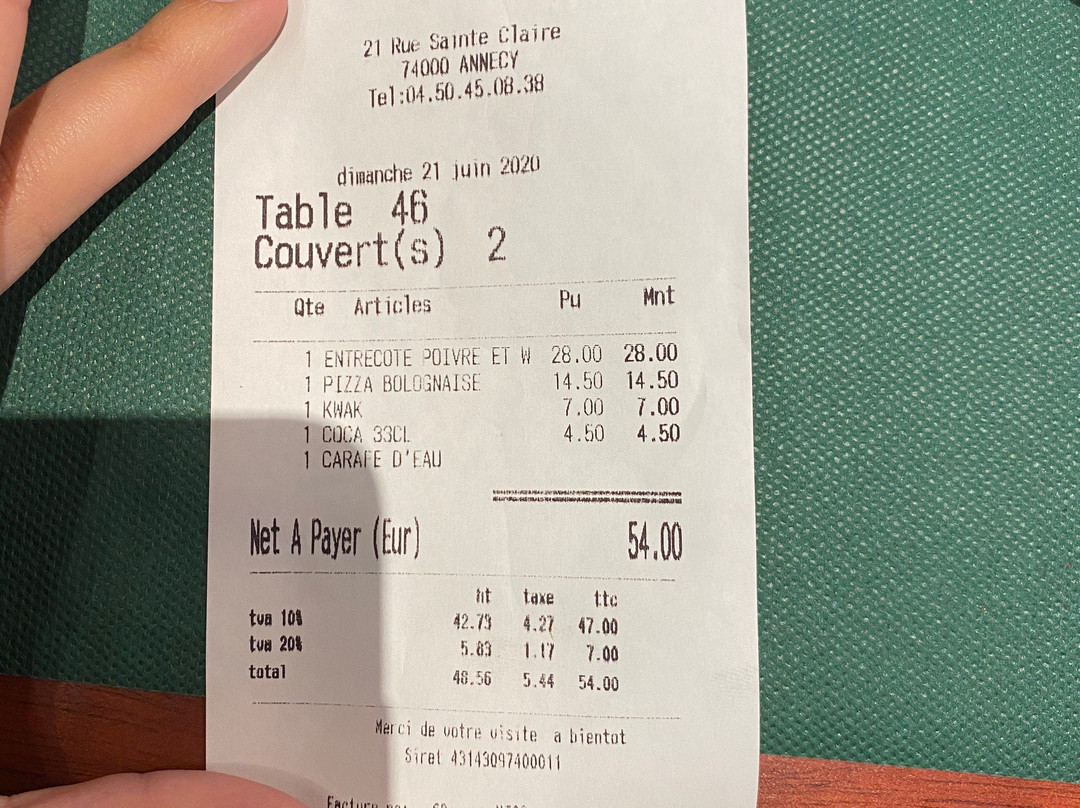 21 Rue Sainte Claire
74000 ANNECY
Tel:04.50.45.08.38
dimanche 21 juin 2020
Table 46
Couvert(s) 2
Qte Articles Pu Mnt
1 ENTRECOTE POIVRE ET W 28.00 28.00
1 PIZZA BOLOGNAISE 14.50 14.50
1 KWAK 7.00 7.00
1 COCA 33CL 4.50 4.50
1 CARAFE D'EAU
Net A Payer (Eur) 54.00
ht taxe ttc
tva 10% 42.73 4.27 47.00
tva 20% 5.83 1.17 7.00
total 48.56 5.44 54.00
Merci de votre visite a bientot
Siret 43143097400011
Facture